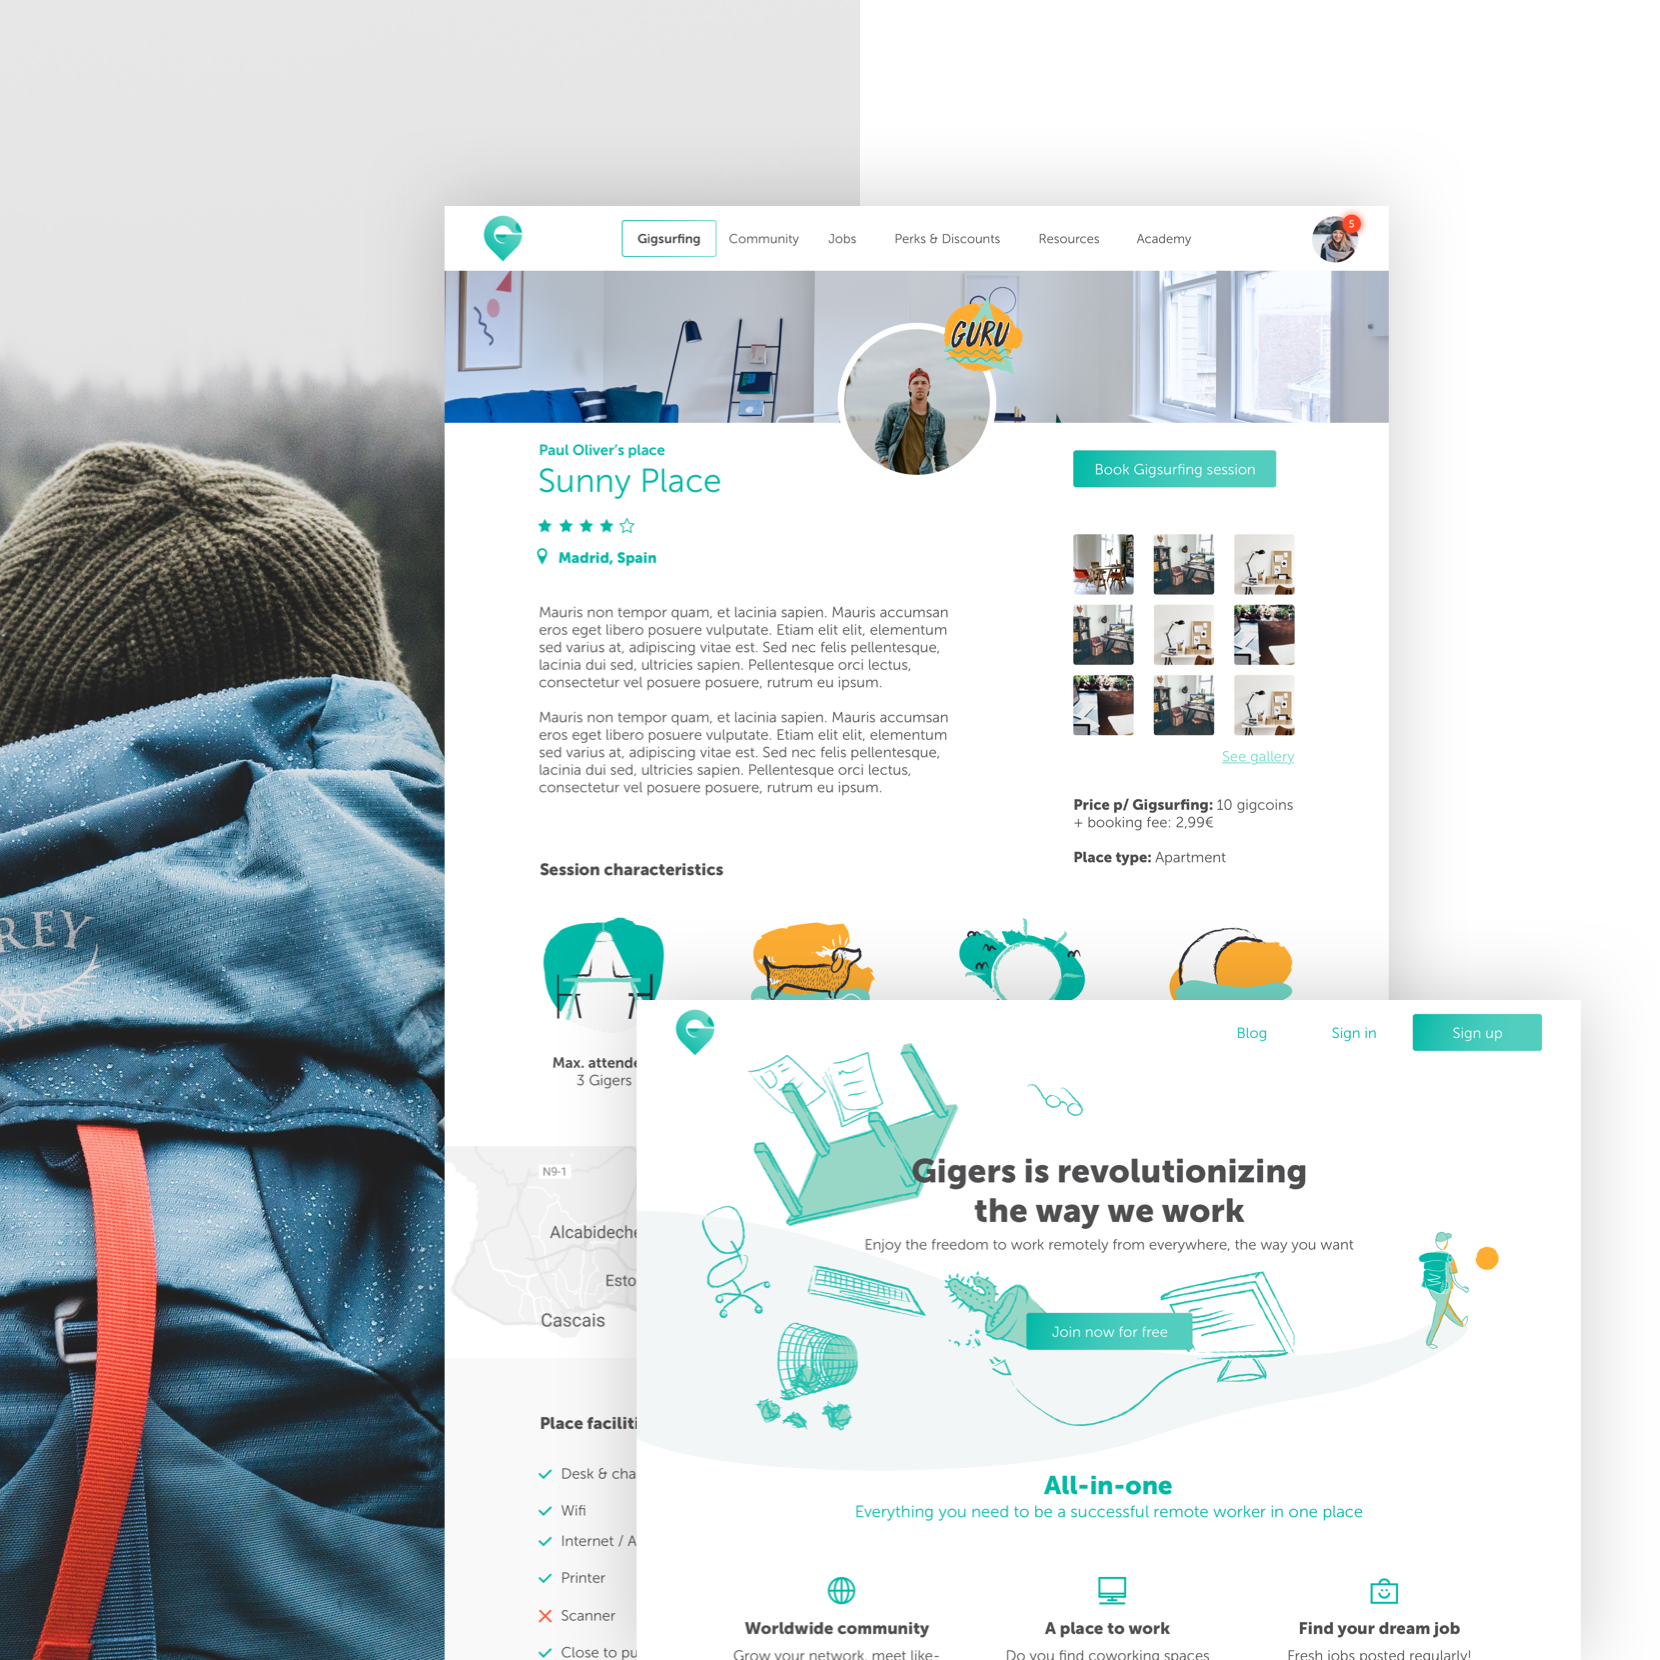 Gigsurfing
Community
Jobs
Perks & Discounts
Resources
Academy
5
GURU
Paul Oliver's place
Sunny Place
Madrid, Spain
Mauris non tempor quam, et lacinia sapien. Mauris accumsan
eros eget libero posuere vulputate. Etiam elit elit, elementum
sed varius at, adipiscing vitae est. Sed nec felis pellentesque,
lacinia dui sed, ultricies sapien. Pellentesque orci lectus,
consectetur vel posuere posuere, rutrum eu ipsum.
Mauris non tempor quam, et lacinia sapien. Mauris accumsan
eros eget libero posuere vulputate. Etiam elit elit, elementum
sed varius at, adipiscing vitae est. Sed nec felis pellentesque,
lacinia dui sed, ultricies sapien. Pellentesque orci lectus,
consectetur vel posuere posuere, rutrum eu ipsum.
Book Gigsurfing session
See gallery
Price p/ Gigsurfing: 10 gigcoins
+ booking fee: 2,99€
Place type: Apartment
Session characteristics
REY
Max. attende
3 Gigers
N9-1
Alcabideche
Esto
Cascais
Place faciliti
Desk & cha
Wifi
Internet / A
Printer
Scanner
Close to pu
Blog
Sign in
Sign up
Gigers is revolutionizing
the way we work
Enjoy the freedom to work remotely from everywhere, the way you want
Join now for free
All-in-one
Everything you need to be a successful remote worker in one place
Worldwide community
Grow your network, meet like-
A place to work
Do you find coworking spaces
Find your dream job
Fresh jobs posted regularly!